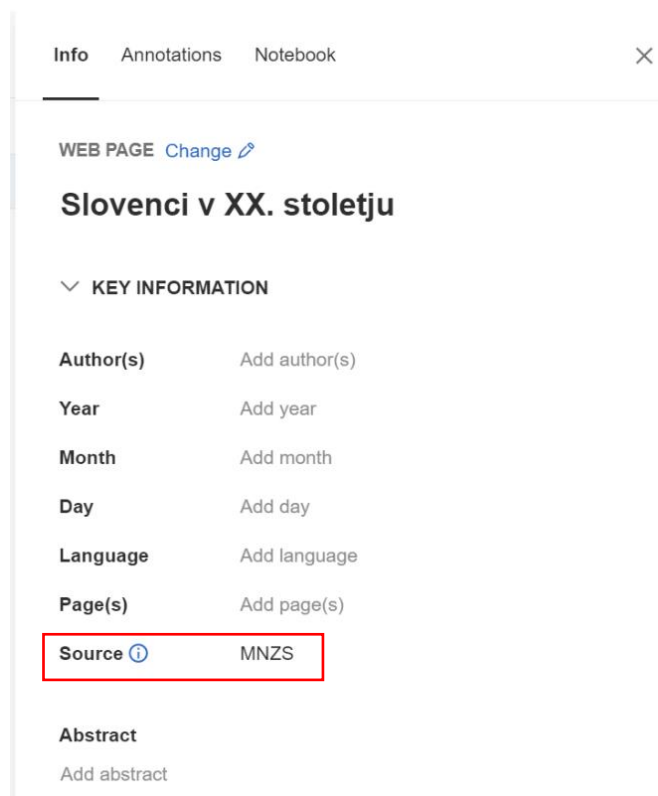 Info Annotations Notebook
WEB PAGE Change
Slovenci v XX. stoletju
KEY INFORMATION
Author(s) Add author(s)
Year Add year
Month Add month
Day Add day
Language Add language
Page(s) Add page(s)
Source MNZS
Abstract
Add abstract